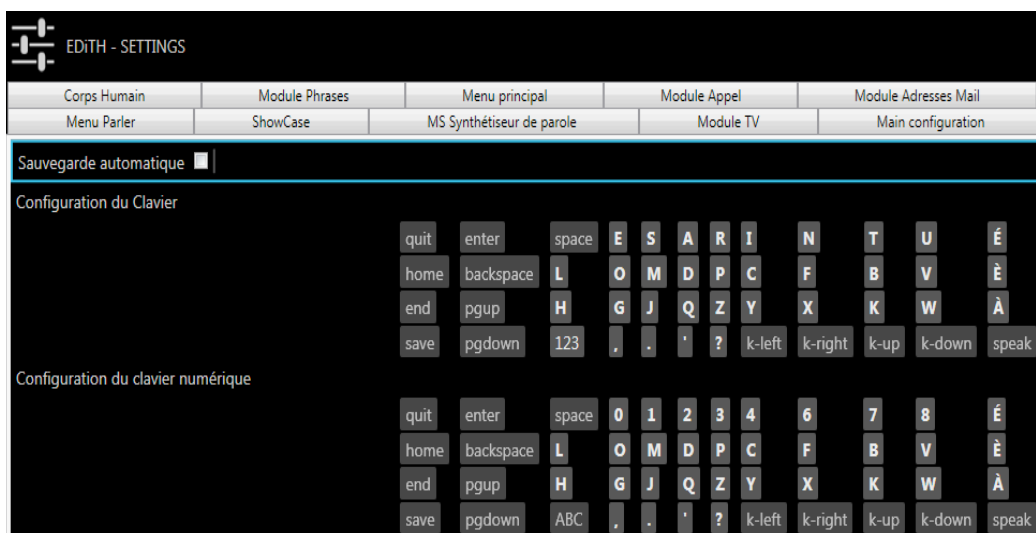 EDiTH - SETTINGS
Corps Humain Module Phrases Menu principal Module Appel Module Adresses Mail
Menu Parler ShowCase MS Synthétiseur de parole Module TV Main configuration
Sauvegarde automatique
Configuration du Clavier
quit enter space E S A R I N T U É
home backspace L O M D P C F B V È
end pgup H G J Q Z Y X K W À
save pgdown 123 , . ' ? k-left k-right k-up k-down speak
Configuration du clavier numérique
quit enter space 0 1 2 3 4 6 7 8 É
home backspace L O M D P C F B V È
end pgup H G J Q Z Y X K W À
save pgdown ABC , . ' ? k-left k-right k-up k-down speak